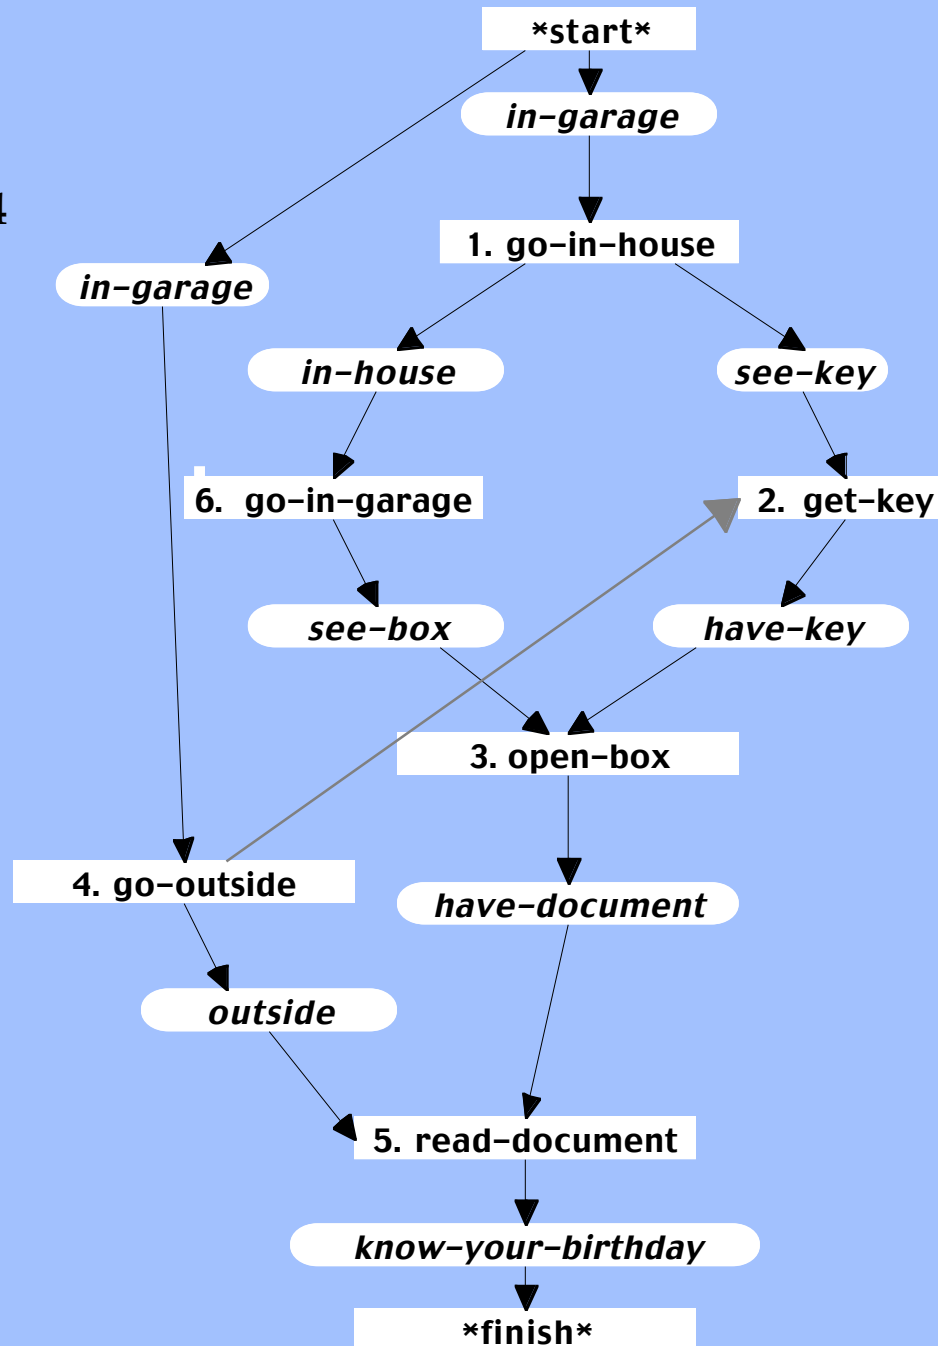 *start*
in-garage
4
1. go-in-house
in-garage
in-house
see-key
6. go-in-garage
2. get-key
see-box
have-key
3. open-box
4. go-outside
have-document
outside
5. read-document
know-your-birthday
*finish*